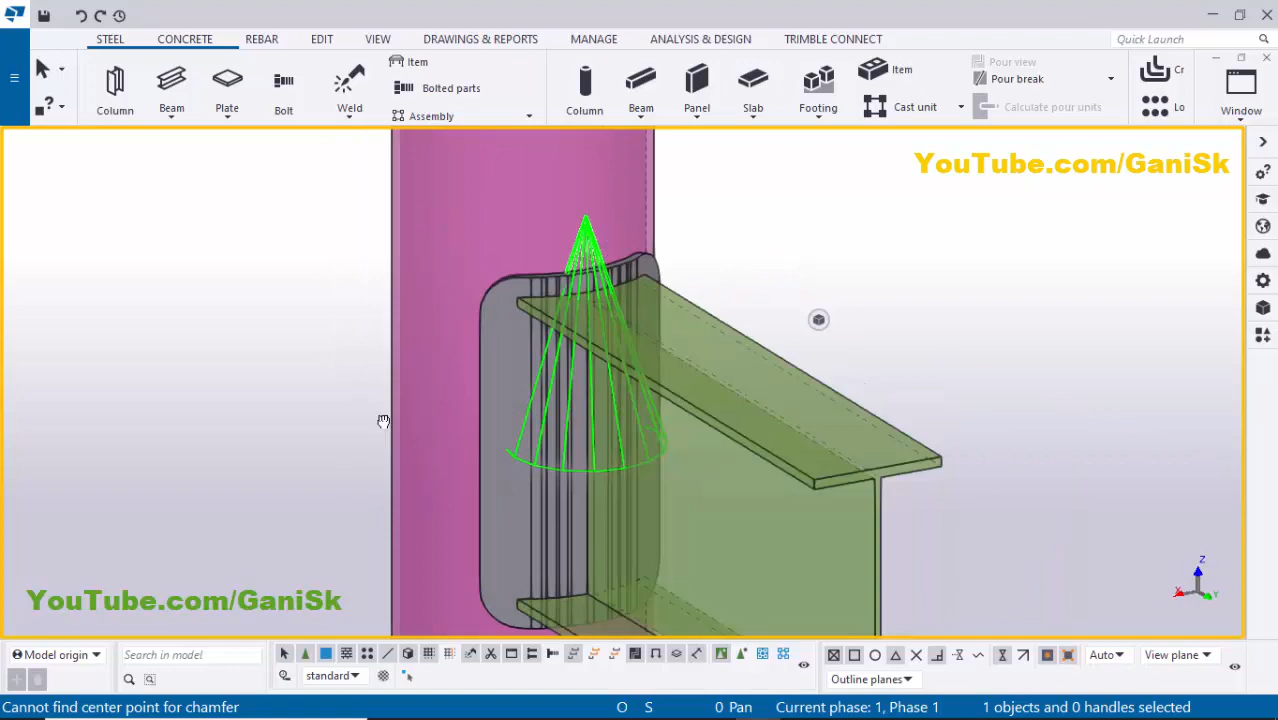 STEEL CONCRETE REBAR EDIT VIEW DRAWINGS & REPORTS MANAGE ANALYSIS & DESIGN TRIMBLE CONNECT Quick Launch
Column Beam Plate Bolt Weld
Item
Bolted parts
Assembly
Column Beam Panel Slab Footing
Item
Cast unit
Pour view
Pour break
Calculate pour units
Cr
Lo
Window
YouTube.com/GaniSk
Z
X
Y
YouTube.com/GaniSk
Model origin Search in model
standard
Auto View plane
Outline planes
Cannot find center point for chamfer O S 0 Pan Current phase: 1, Phase 1 1 objects and 0 handles selected